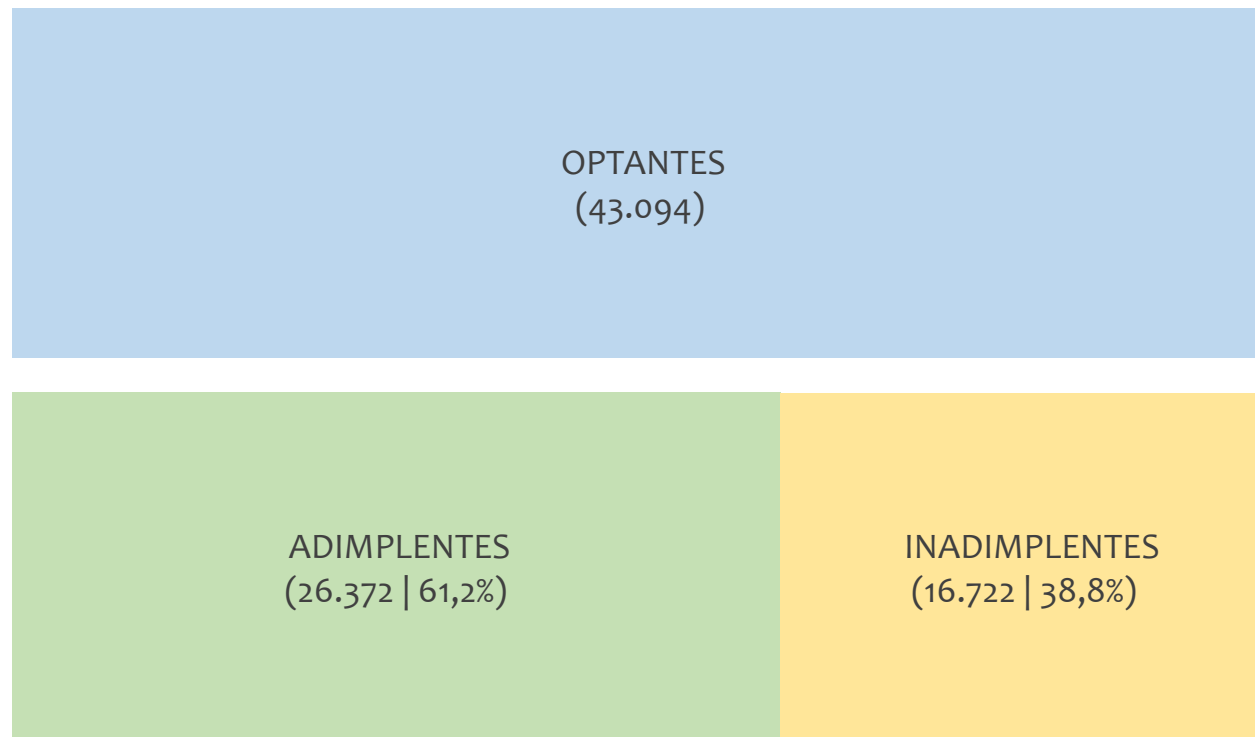 OPTANTES
(43.094)
ADIMPLENTES
(26.372 | 61,2%)
INADIMPLENTES
(16.722 | 38,8%)